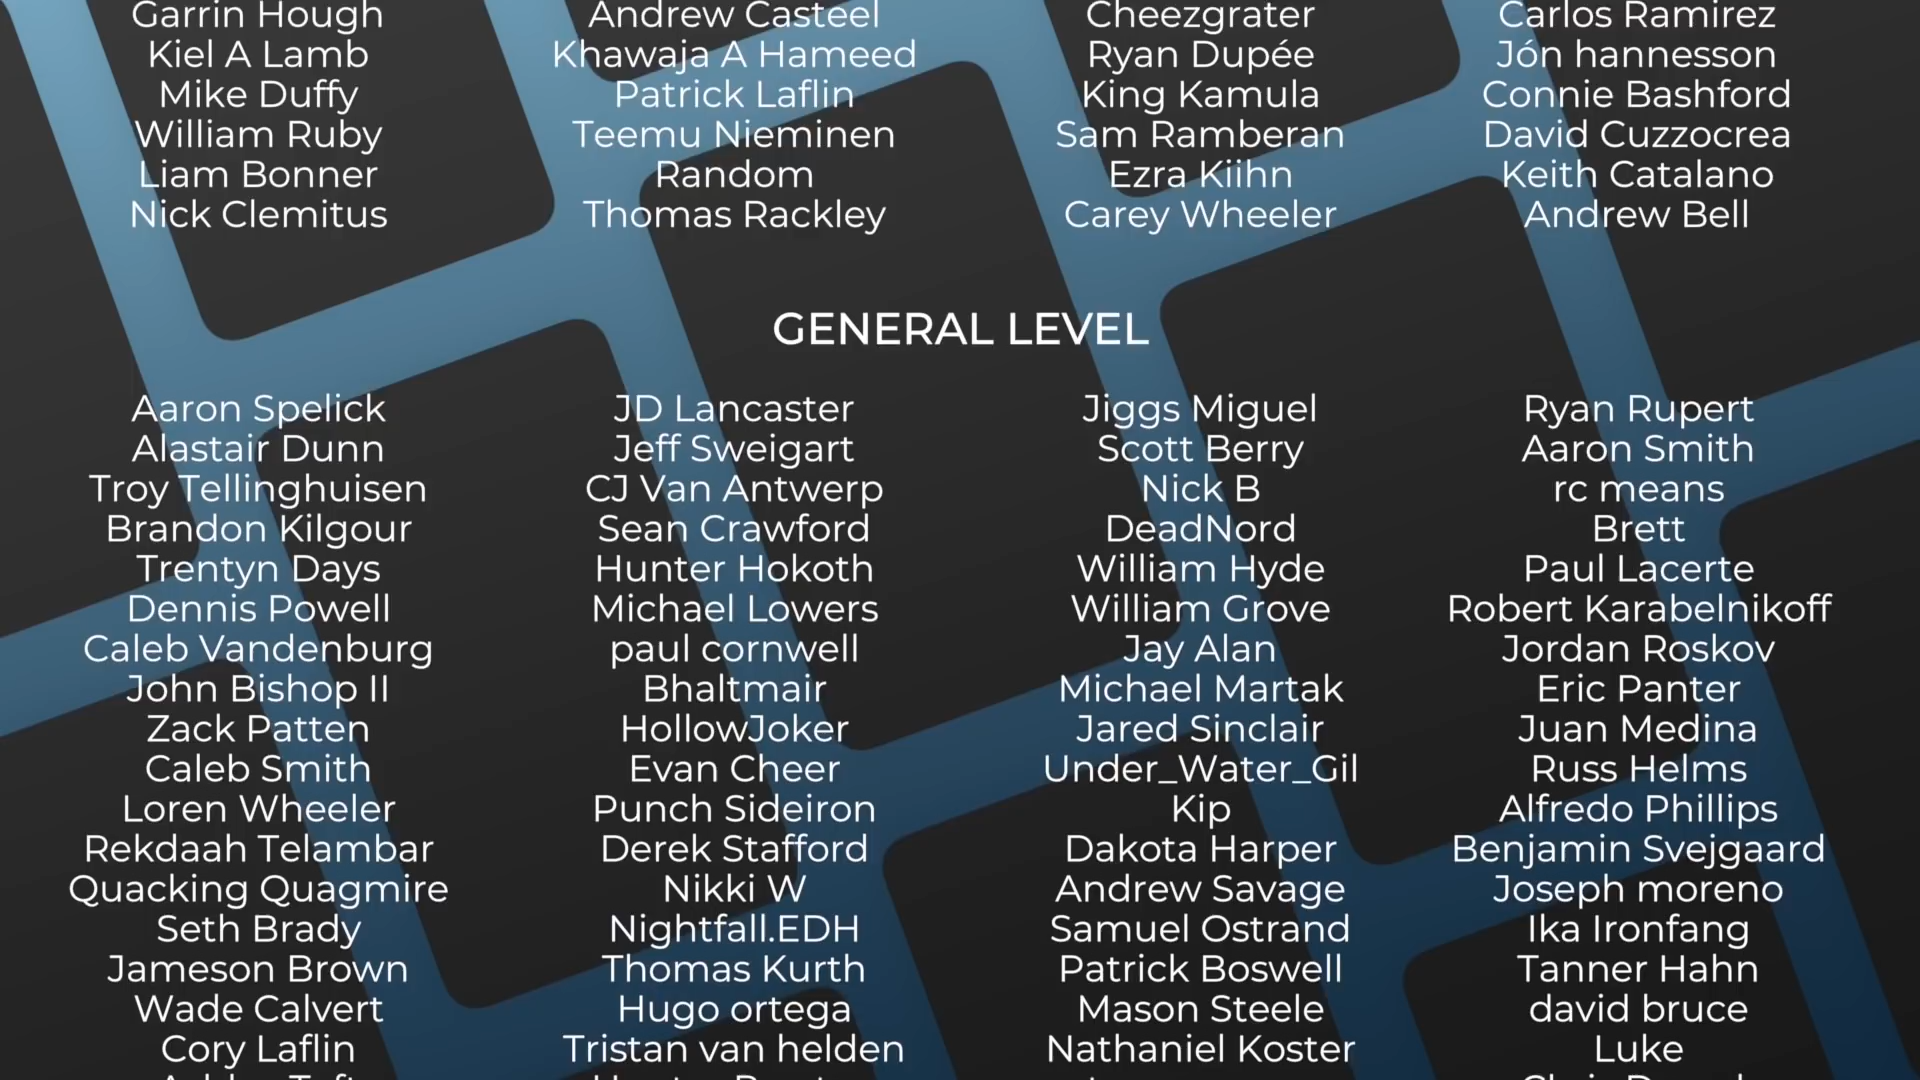 Garrin Hough
Kiel A Lamb
Mike Duffy
William Ruby
Liam Bonner
Nick Clemitus
Andrew Casteel
Khawaja A Hameed
Patrick Laflin
Teemu Nieminen
Random
Thomas Rackley
Cheezgrater
Ryan Dupée
King Kamula
Sam Ramberan
Ezra Kiihn
Carey Wheeler
Carlos Ramirez
Jón hannesson
Connie Bashford
David Cuzzocrea
Keith Catalano
Andrew Bell
GENERAL LEVEL
Aaron Spelick
Alastair Dunn
Troy Tellinghuisen
Brandon Kilgour
Trentyn Days
Dennis Powell
Caleb Vandenburg
John Bishop II
Zack Patten
Caleb Smith
Loren Wheeler
Rekdaah Telambar
Quacking Quagmire
Seth Brady
Jameson Brown
Wade Calvert
Cory Laflin
JD Lancaster
Jeff Sweigart
CJ Van Antwerp
Sean Crawford
Hunter Hokoth
Michael Lowers
paul cornwell
Bhaltmair
HollowJoker
Evan Cheer
Punch Sideiron
Derek Stafford
Nikki W
Nightfall.EDH
Thomas Kurth
Hugo ortega
Tristan van helden
Jiggs Miguel
Scott Berry
Nick B
DeadNord
William Hyde
William Grove
Jay Alan
Michael Martak
Jared Sinclair
Under_Water_Gil
Kip
Dakota Harper
Andrew Savage
Samuel Ostrand
Patrick Boswell
Mason Steele
Nathaniel Koster
Ryan Rupert
Aaron Smith
rc means
Brett
Paul Lacerte
Robert Karabelnikoff
Jordan Roskov
Eric Panter
Juan Medina
Russ Helms
Alfredo Phillips
Benjamin Svejgaard
Joseph moreno
Ika Ironfang
Tanner Hahn
david bruce
Luke